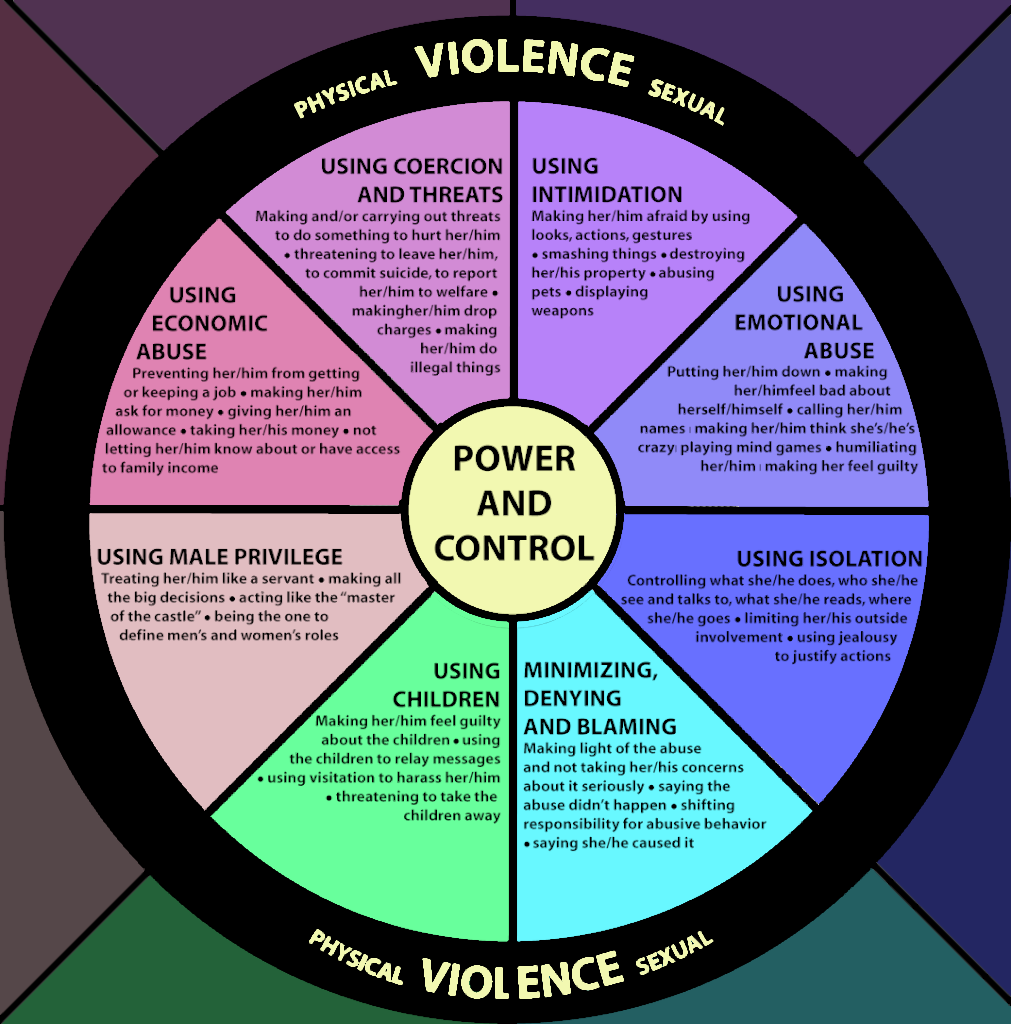 PHYSICAL VIOLENCE SEXUAL
USING COERCION
AND THREATS
Making and/or carrying out threats
to do something to hurt her/him
• threatening to leave her/him,
to commit suicide, to report
her/him to welfare •
makingher/him drop
charges • making
her/him do
illegal things
USING
INTIMIDATION
Making her/him afraid by using
looks, actions, gestures
• smashing things • destroying
her/his property • abusing
pets • displaying
weapons
USING
ECONOMIC
ABUSE
Preventing her/him from getting
or keeping a job • making her/him
ask for money • giving her/him an
allowance • taking her/his money • not
letting her/him know about or have access
to family income
USING
EMOTIONAL
ABUSE
Putting her/him down • making
her/himfeel bad about
herself/himself • calling her/him
names making her/him think she's/he's
crazy playing mind games • humiliating
her/him making her feel guilty
POWER
AND
CONTROL
USING MALE PRIVILEGE
Treating her/him like a servant • making all
the big decisions • acting like the “master
of the castle” • being the one to
define men's and women's roles
USING ISOLATION
Controlling what she/he does, who she/he
see and talks to, what she/he reads, where
she/he goes • limiting her/his outside
involvement • using jealousy
to justify actions
USING
CHILDREN
Making her/him feel guilty
about the children • using
the children to relay messages
• using visitation to harass her/him
• threatening to take the
children away
MINIMIZING,
DENYING
AND BLAMING
Making light of the abuse
and not taking her/his concerns
about it seriously • saying the
abuse didn't happen • shifting
responsibility for abusive behavior
• saying she/he caused it
PHYSICAL VIOLENCE SEXUAL